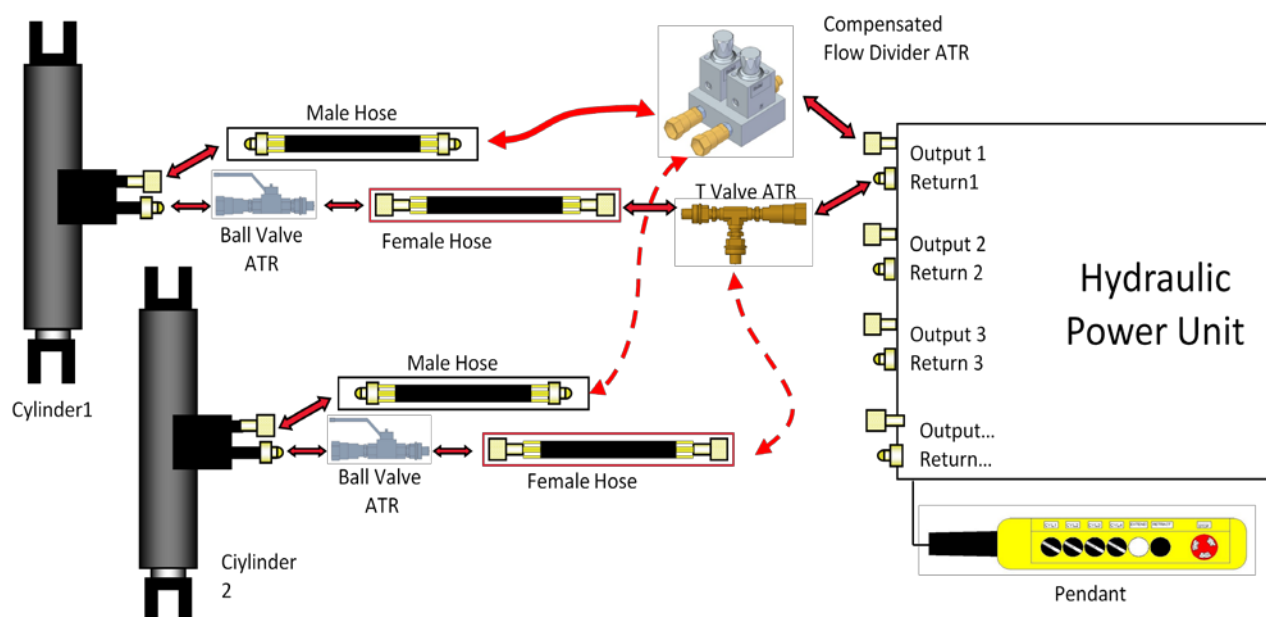 Compensated
Flow Divider ATR
Male Hose
Output 1
Return1
T Valve ATR
Ball Valve
ATR
Female Hose
Output 2
Return 2
Hydraulic
Power Unit
Output 3
Return 3
Male Hose
Cylinder1
Output...
Return...
Ball Valve
ATR
Female Hose
Ciylinder
2
Pendant